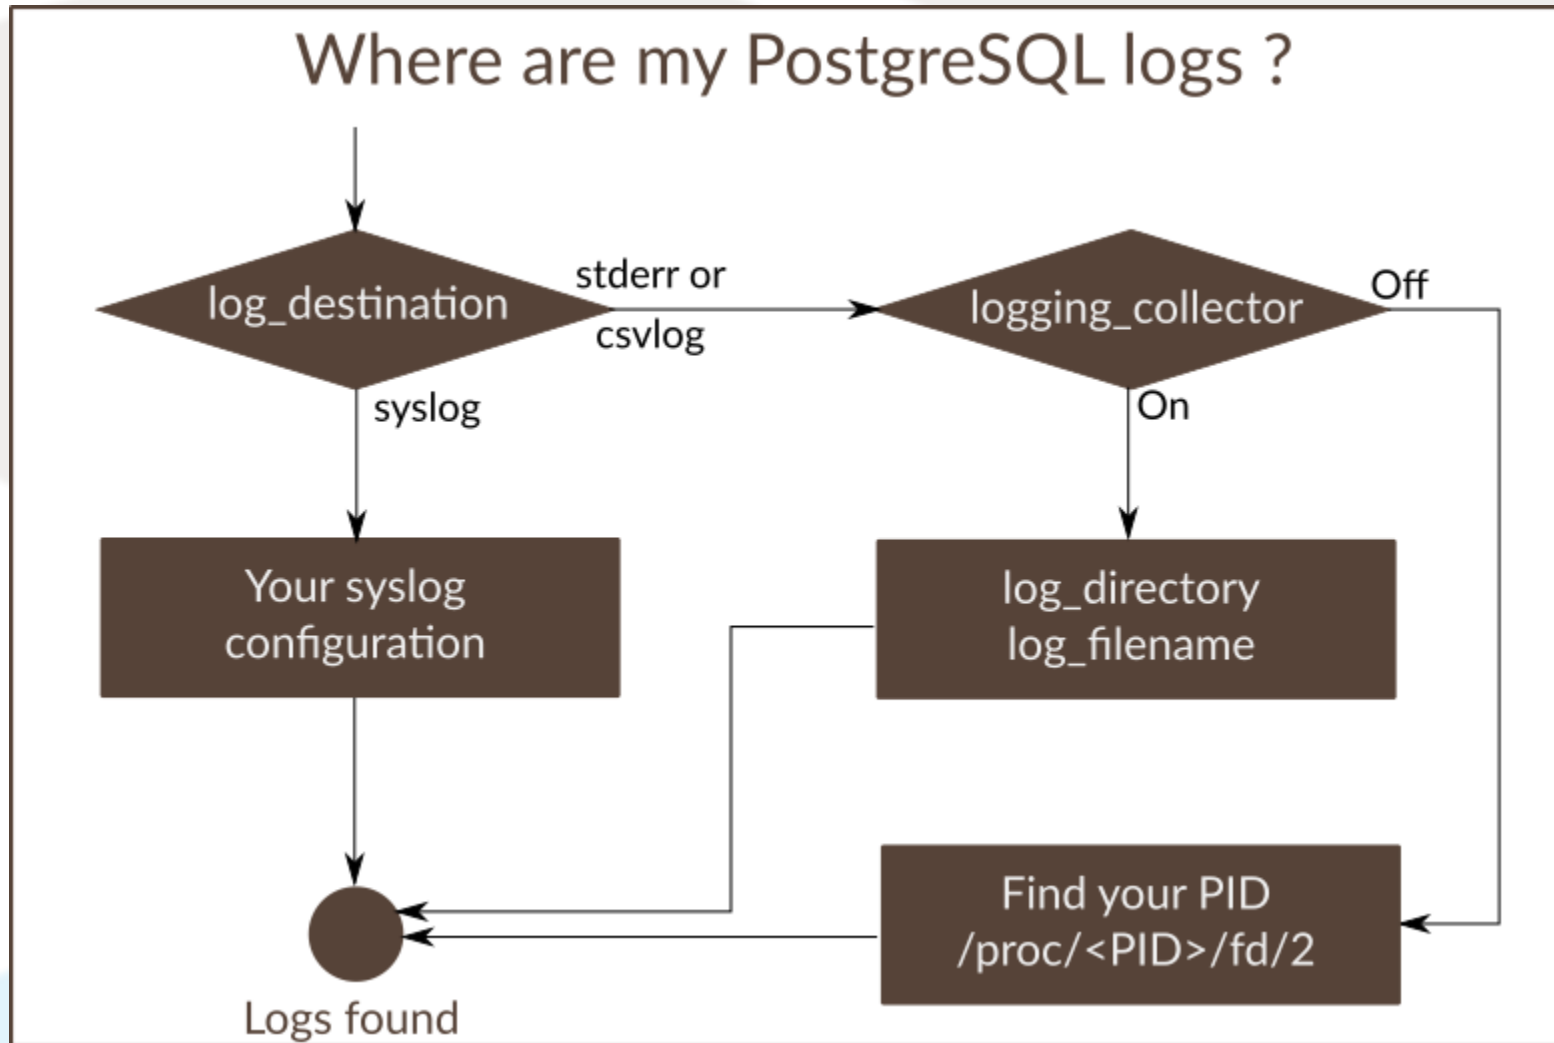 Where are my PostgreSQL logs ?
log_destination
stderr or
csvlog
logging_collector
Off
syslog
On
Your syslog
configuration
log_directory
log_filename
Find your PID
/proc/<PID>/fd/2
Logs found